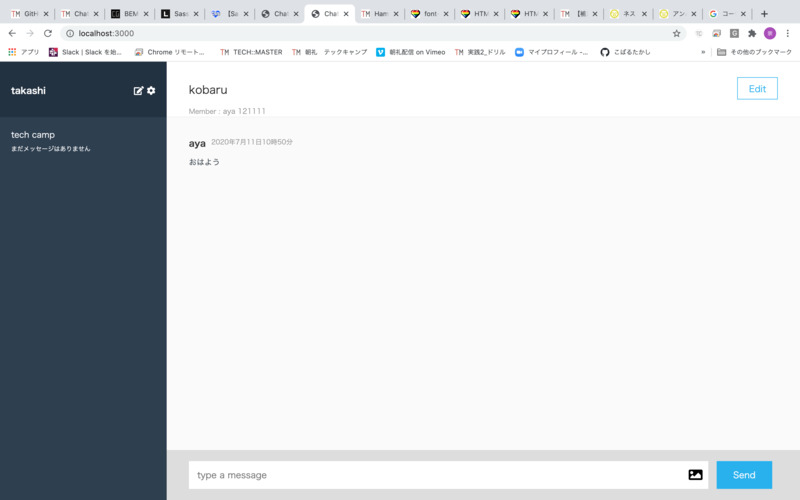 GitH
Chat
BEM
Sass
【Sa
Chat
Chat
Ham
font-
HTM
HTM
ネス
アン
コー
localhost:3000
アプリ
Slack | Slack を始...
Chrome リモート...
TECH::MASTER
朝礼 テックキャンプ
朝礼配信 on Vimeo
実践2_ドリル
マイプロフィール -...
こばるたかし
»
その他のブックマーク
takashi
kobaru
Edit
Member : aya 121111
tech camp
まだメッセージはありません
aya 2020年7月11日10時50分
おはよう
type a message
Send